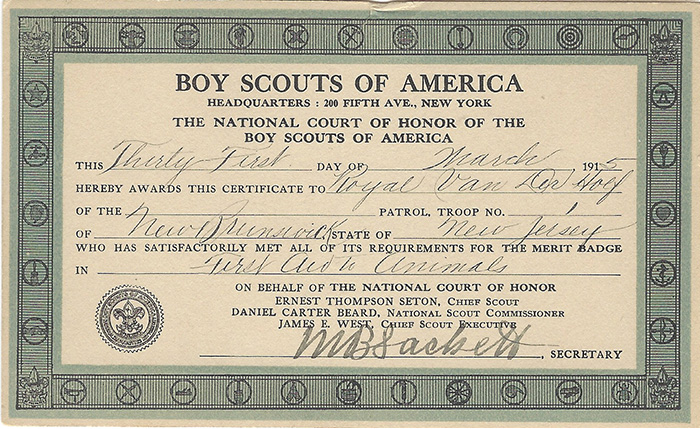 BOY SCOUTS OF AMERICA
HEADQUARTERS : 200 FIFTH AVE., NEW YORK
THE NATIONAL COURT OF HONOR OF THE
BOY SCOUTS OF AMERICA
THIS Thirty First DAY OF March 1915
HEREBY AWARDS THIS CERTIFICATE TO Royal Van Der Hoef
OF THE PATROL, TROOP NO. 1
OF New Brunswick STATE OF New Jersey
WHO HAS SATISFACTORILY MET ALL OF ITS REQUIREMENTS FOR THE MERIT BADGE
IN First Aid to Animals
ON BEHALF OF THE NATIONAL COURT OF HONOR
ERNEST THOMPSON SETON, CHIEF SCOUT
DANIEL CARTER BEARD, NATIONAL SCOUT COMMISSIONER
JAMES E. WEST, CHIEF SCOUT EXECUTIVE
, SECRETARY